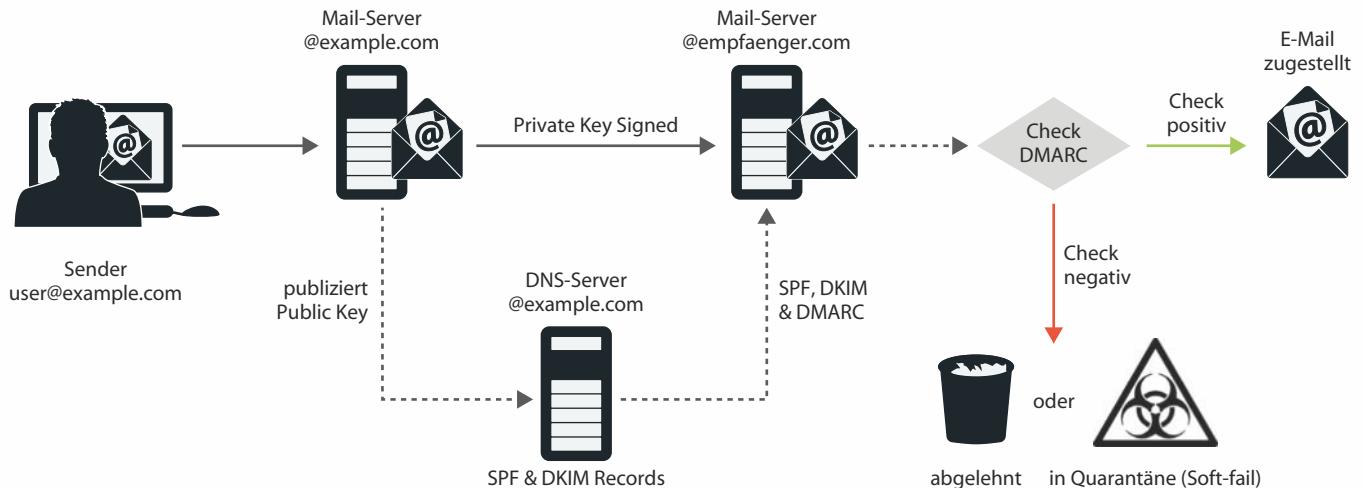 Mail-Server
@example.com
Mail-Server
@empfaenger.com
E-Mail
zugestellt
@
@
@
@
Private Key Signed
Check
DMARC
Check
positiv
Sender
user@example.com
publiziert
Public Key
DNS-Server
@example.com
SPF, DKIM
& DMARC
Check
negativ
SPF & DKIM Records
oder
abgelehnt
in Quarantäne (Soft-fail)